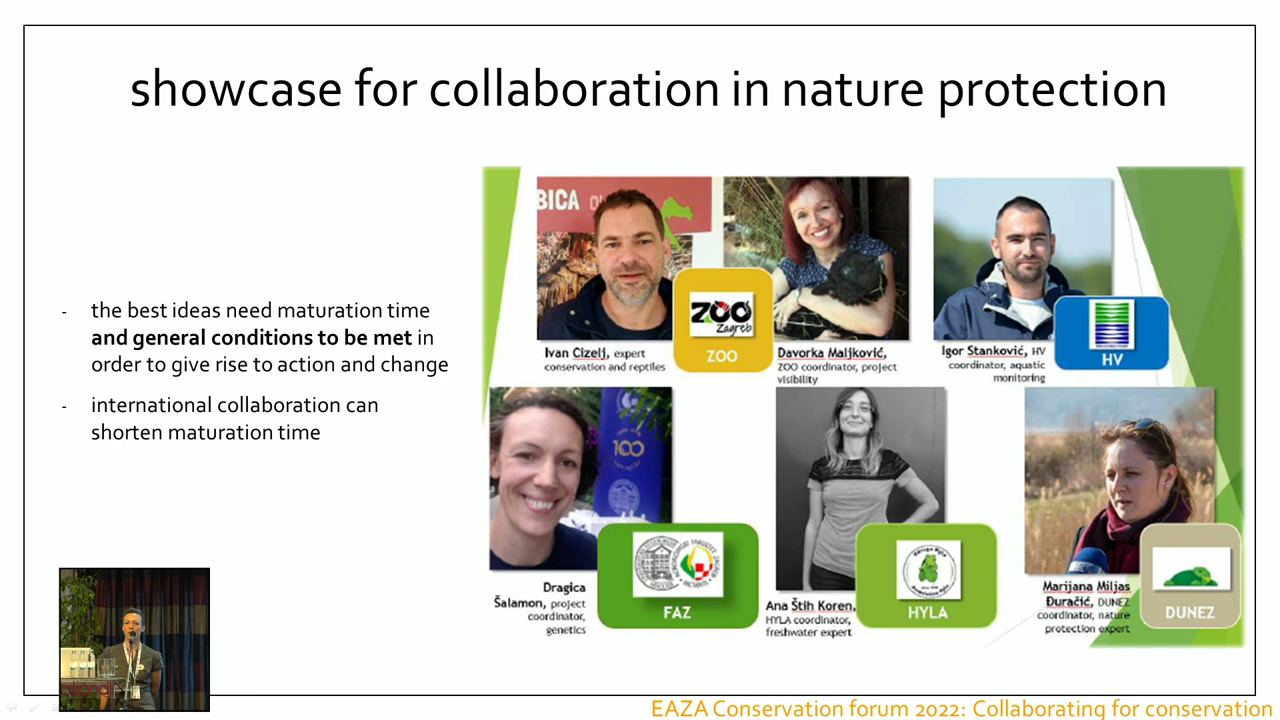 showcase for collaboration in nature protection
- the best ideas need maturation time
and general conditions to be met in
order to give rise to action and change
- international collaboration can
shorten maturation time
BICA
ZOO
Zagreb
ZOO
HV
Ivan Cizelj, expert
conservation and reptiles
Davorka Maljković,
ZOO coordinator, project
visibility
Igor Stanković, HV
coordinator, aquatic
monitoring
100
FAZ
HYLA
DUNEZ
Dragica
Šalamon, project
coordinator,
genetics
Ana Štih Koren,
HYLA coordinator,
freshwater expert
Marijana Miljas
Đuračić, DUNEZ
coordinator, nature
protection expert
EAZA Conservation forum 2022: Collaborating for conservation